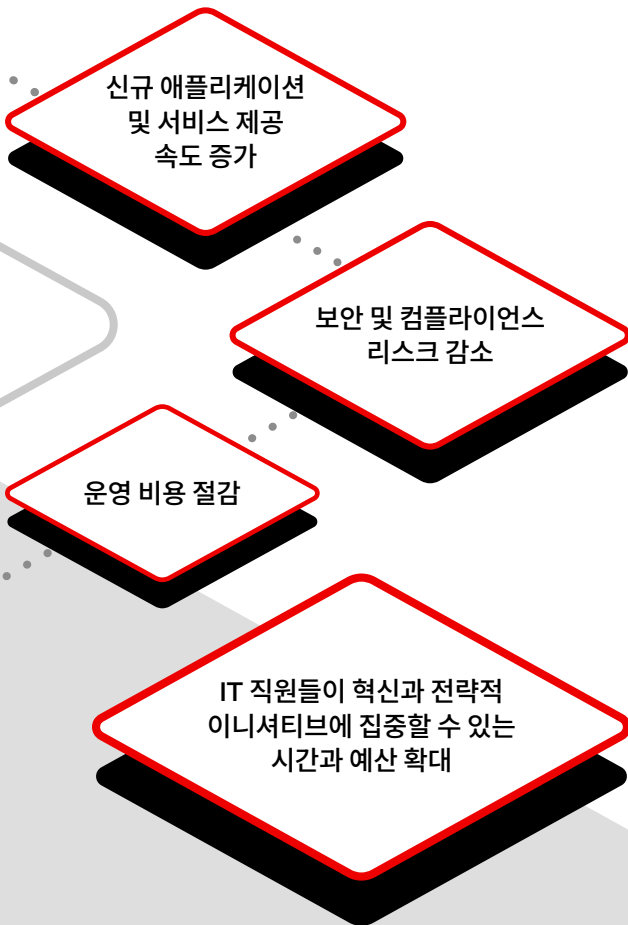 신규 애플리케이션
및 서비스 제공
속도 증가
보안 및 컴플라이언스
리스크 감소
운영 비용 절감
IT 직원들이 혁신과 전략적
이니셔티브에 집중할 수 있는
시간과 예산 확대